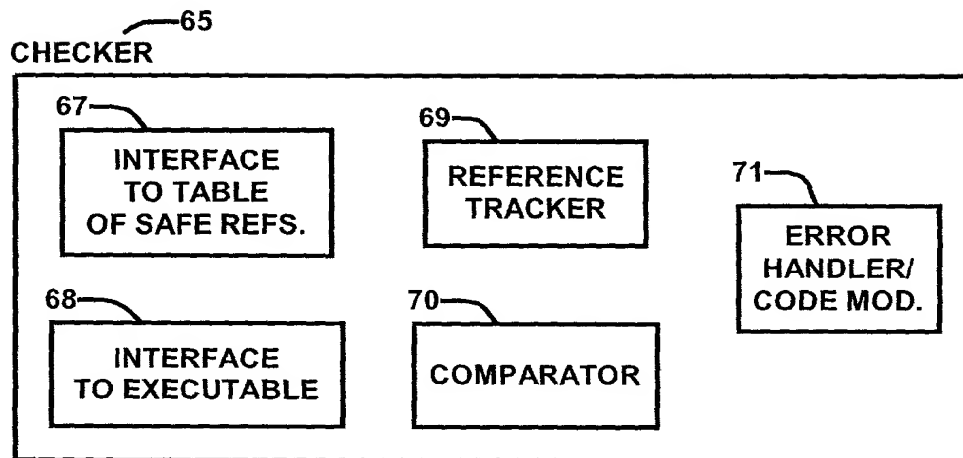 65
CHECKER
67
INTERFACE
TO TABLE
OF SAFE REFS.
69
REFERENCE
TRACKER
71
ERROR
HANDLER/
CODE MOD.
68
INTERFACE
TO EXECUTABLE
70
COMPARATOR